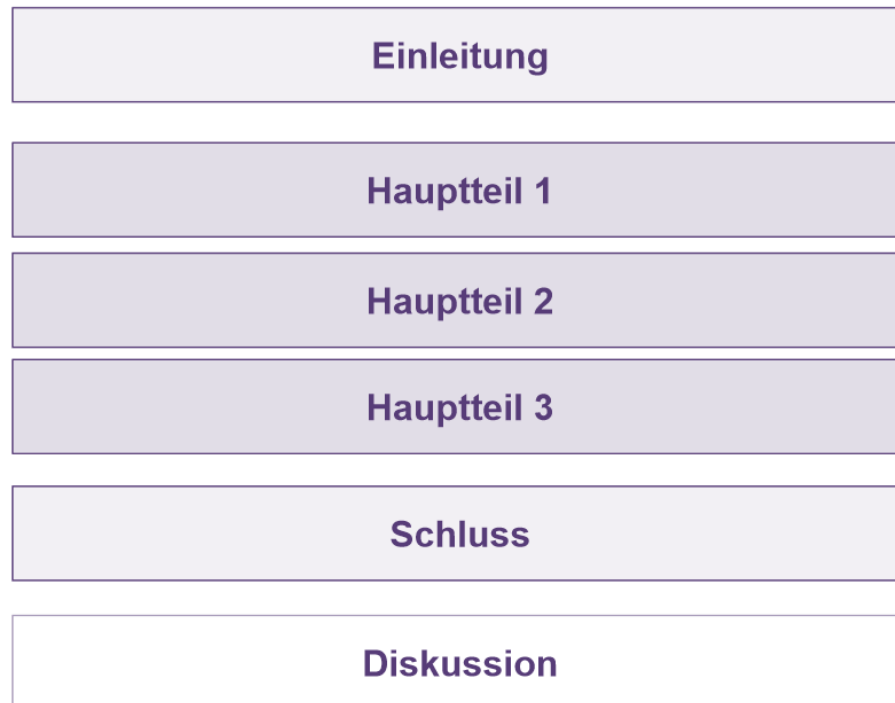 Einleitung
Hauptteil 1
Hauptteil 2
Hauptteil 3
Schluss
Diskussion